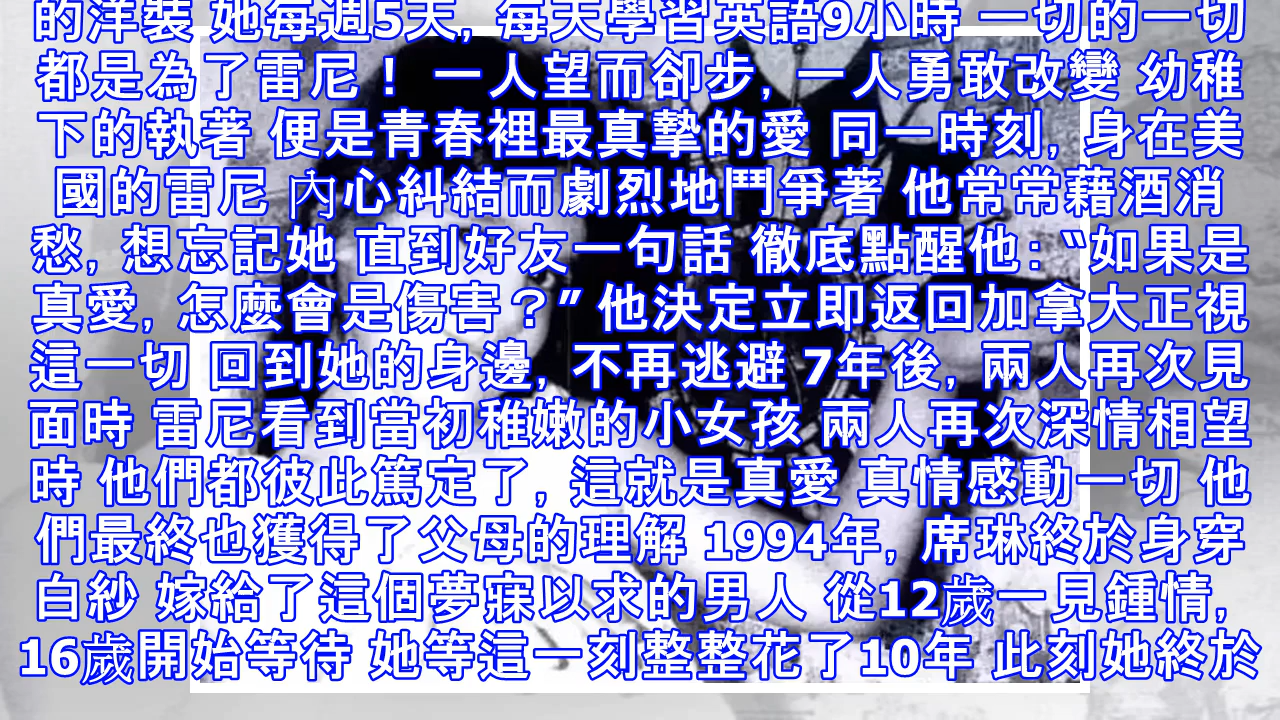 的洋裝 她每週5天, 每天學習英語9小時 一切的一切
都是為了雷尼！ 一人望而卻步, 一人勇敢改變 幼稚
下的執著 便是青春裡最真摯的愛 同一時刻, 身在美
國的雷尼 內心糾結而劇烈地鬥爭著 他常常藉酒消
愁, 想忘記她 直到好友一句話 徹底點醒他: “如果是
真愛, 怎麼會是傷害？” 他決定立即返回加拿大正視
這一切 回到她的身邊, 不再逃避 7年後, 兩人再次見
面時 雷尼看到當初稚嫩的小女孩 兩人再次深情相望
時 他們都彼此篤定了, 這就是真愛 真情感動一切 他
們最終也獲得了父母的理解 1994年, 席琳終於身穿
白紗 嫁給了這個夢寐以求的男人 從12歲一見鍾情,
16歲開始等待 她等這一刻整整花了10年 此刻她終於